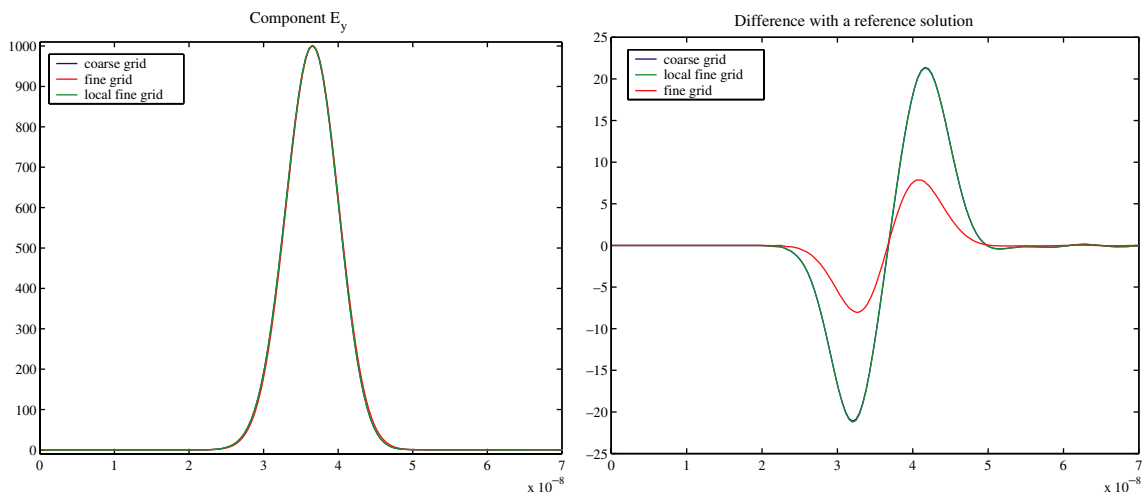 Component E_y
coarse grid
fine grid
local fine grid
1000
900
800
700
600
500
400
300
200
100
0
0 1 2 3 4 5 6 7
x 10^-8
Difference with a reference solution
coarse grid
local fine grid
fine grid
25
20
15
10
5
0
−5
−10
−15
−20
−25
0 1 2 3 4 5 6 7
x 10^-8